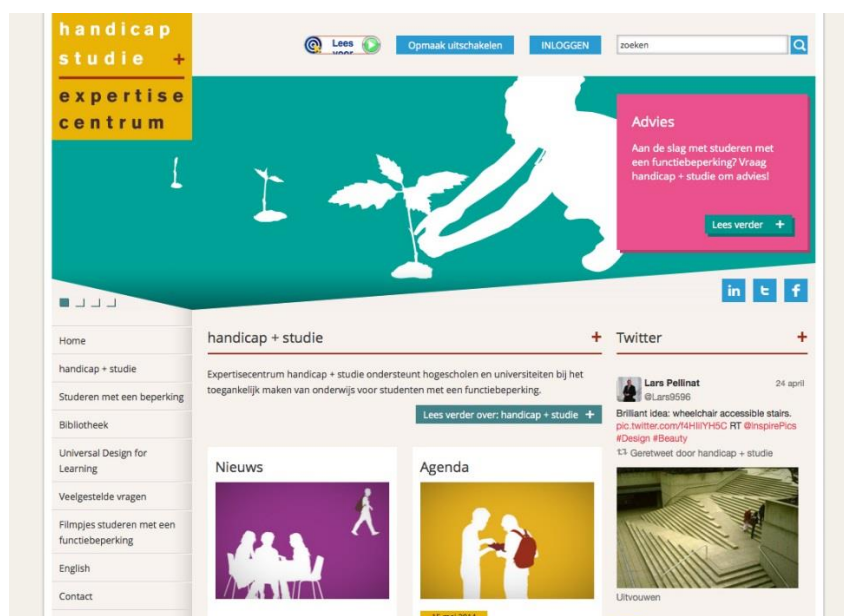 handicap
studie +
expertise
centrum
Lees
voor
Opmaak uitschakelen
INLOGGEN
zoeken
Advies
Aan de slag met studeren met
een functiebeperking? Vraag
handicap + studie om advies!
Lees verder +
in
t
f
Home
handicap + studie
Studeren met een beperking
Bibliotheek
Universal Design for
Learning
Veelgestelde vragen
Filmpjes studeren met een
functiebeperking
English
Contact
handicap + studie +
Expertisecentrum handicap + studie ondersteunt hogescholen en universiteiten bij het
toegankelijk maken van onderwijs voor studenten met een functiebeperking.
Lees verder over: handicap + studie +
Nieuws
Agenda
15 mei 2014
Twitter +
Lars Pellinat 24 april
@Lars9596
Brilliant idea: wheelchair accessible stairs.
RT @InspirePics
#Design #Beauty
Geretweet door handicap + studie
Uitvouwen